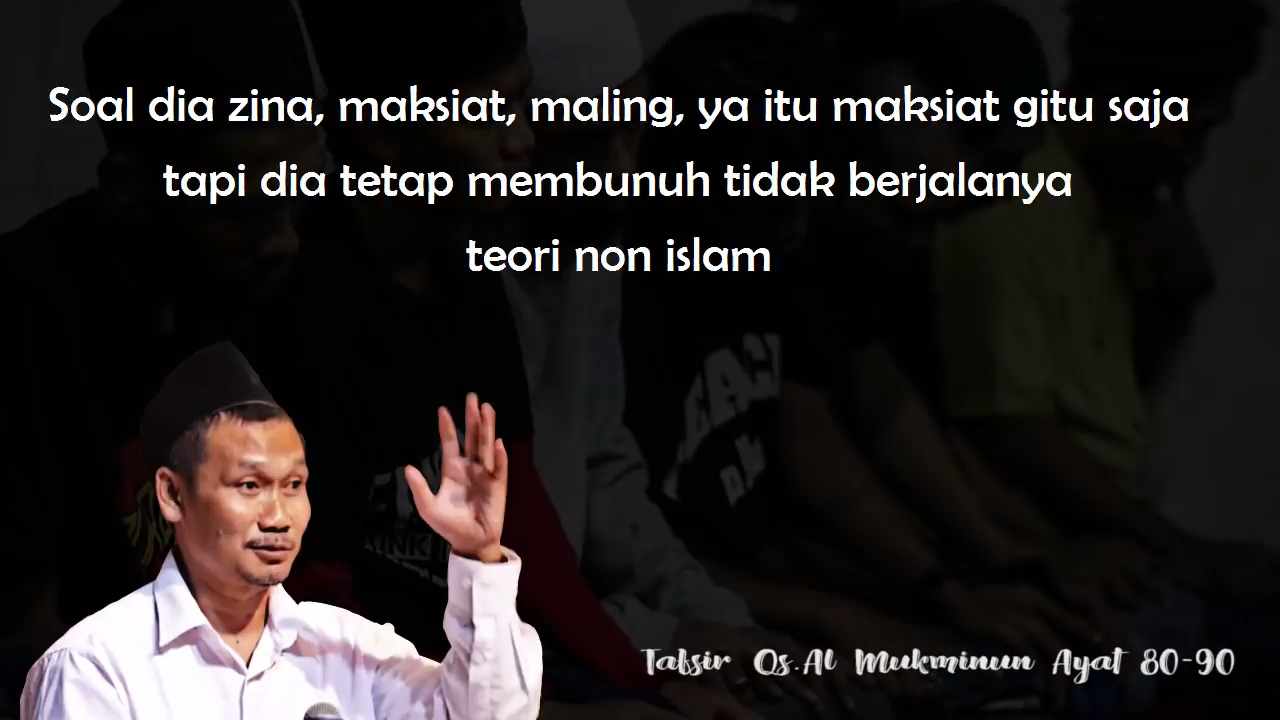 Soal dia zina, maksiat, maling, ya itu maksiat gitu saja
tapi dia tetap membunuh tidak berjalanya
teori non islam
Tafsir Qs.Al Mukminun Ayat 80-90